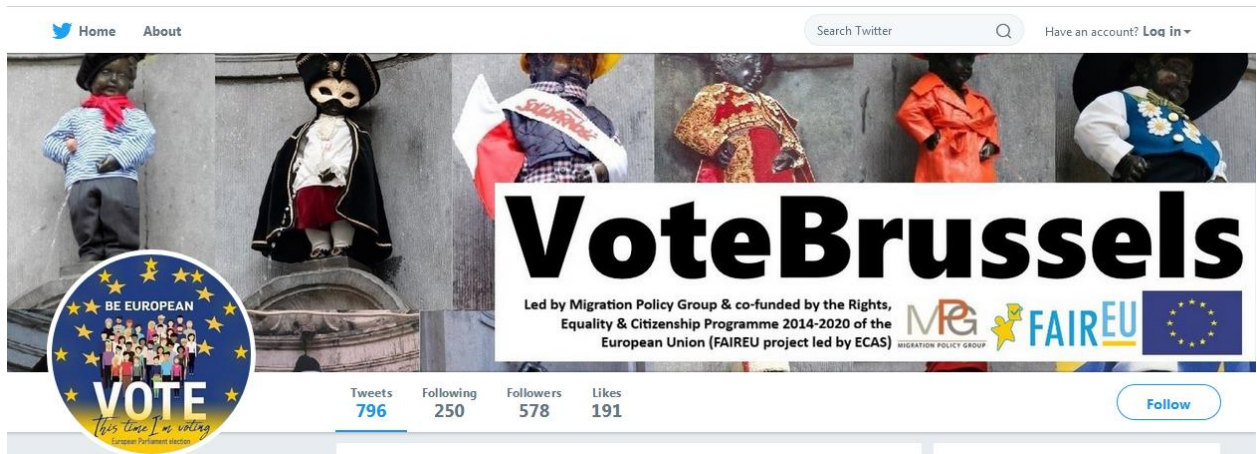 Home About
Search Twitter
Have an account? Log in
SOLIDARNOŚĆ
VoteBrussels
Led by Migration Policy Group & co-funded by the Rights,
Equality & Citizenship Programme 2014-2020 of the
European Union (FAIREU project led by ECAS)
MPG
MIGRATION POLICY GROUP
FAIREU
BE EUROPEAN
VOTE
This time I'm voting
European Parliament election
Tweets Following Followers Likes
796 250 578 191
Follow